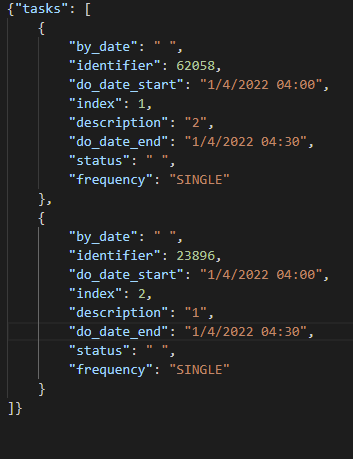 {"tasks": [
{
"by_date": " ",
"identifier": 62058,
"do_date_start": "1/4/2022 04:00",
"index": 1,
"description": "2",
"do_date_end": "1/4/2022 04:30",
"status": " ",
"frequency": "SINGLE"
},
{
"by_date": " ",
"identifier": 23896,
"do_date_start": "1/4/2022 04:00",
"index": 2,
"description": "1",
"do_date_end": "1/4/2022 04:30",
"status": " ",
"frequency": "SINGLE"
}
]}